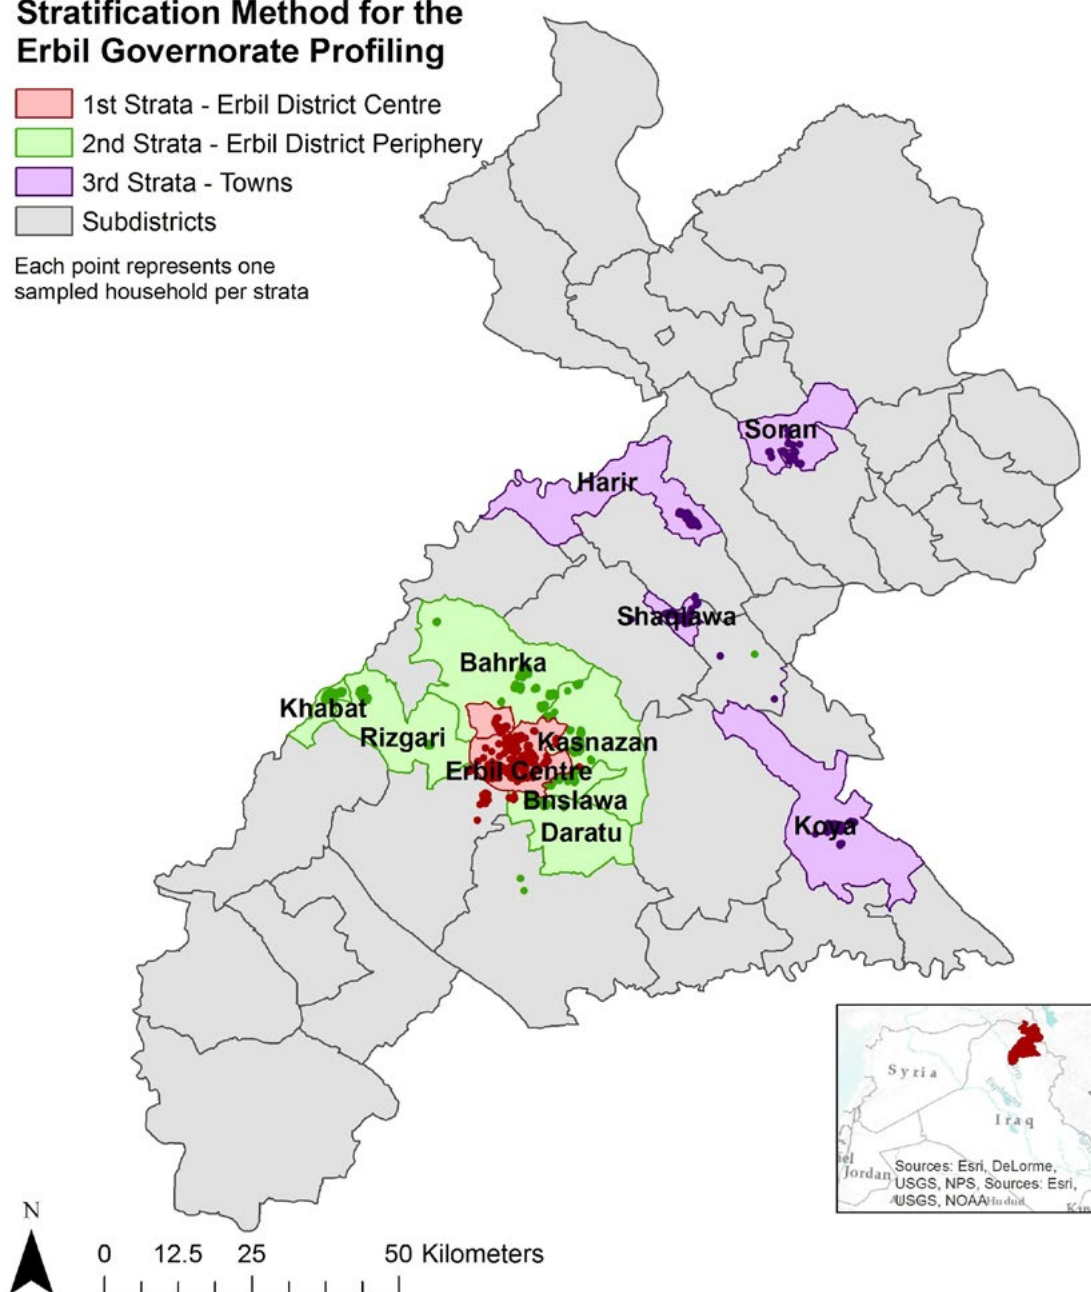 Stratification Method for the
Erbil Governorate Profiling
1st Strata - Erbil District Centre
2nd Strata - Erbil District Periphery
3rd Strata - Towns
Subdistricts
Each point represents one
sampled household per strata
Soran
Harir
Shaqlawa
Bahrka
Khabat
Rizgari
Kasnazan
Erbil Centre
Bnslawa
Daratu
Koya
Syria
Iraq
Jordan
Sources: Esri, DeLorme,
USGS, NPS, Sources: Esri,
USGS, NOAA
N
0 12.5 25 50 Kilometers